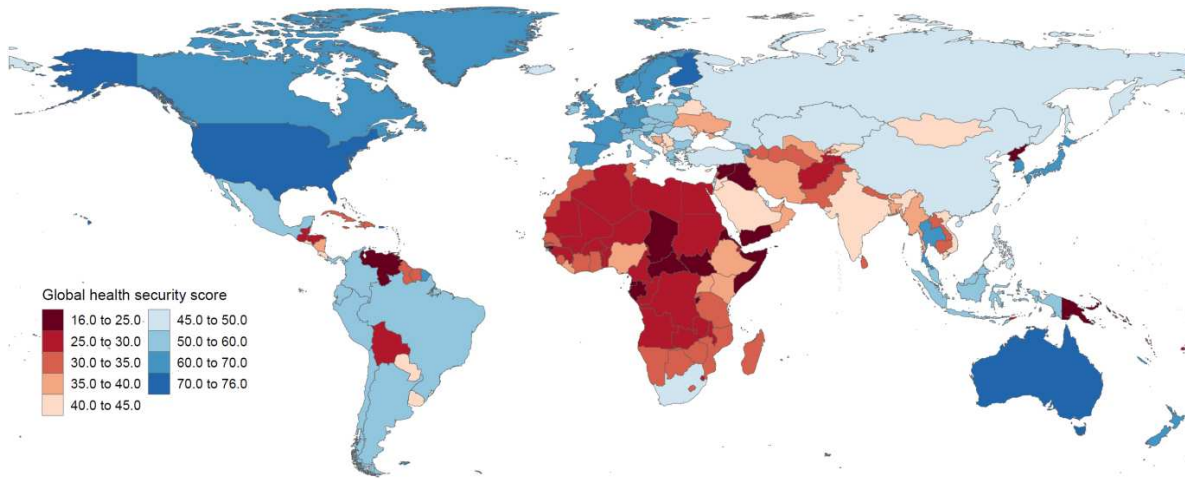 Global health security score
16.0 to 25.0
25.0 to 30.0
30.0 to 35.0
35.0 to 40.0
40.0 to 45.0
45.0 to 50.0
50.0 to 60.0
60.0 to 70.0
70.0 to 76.0